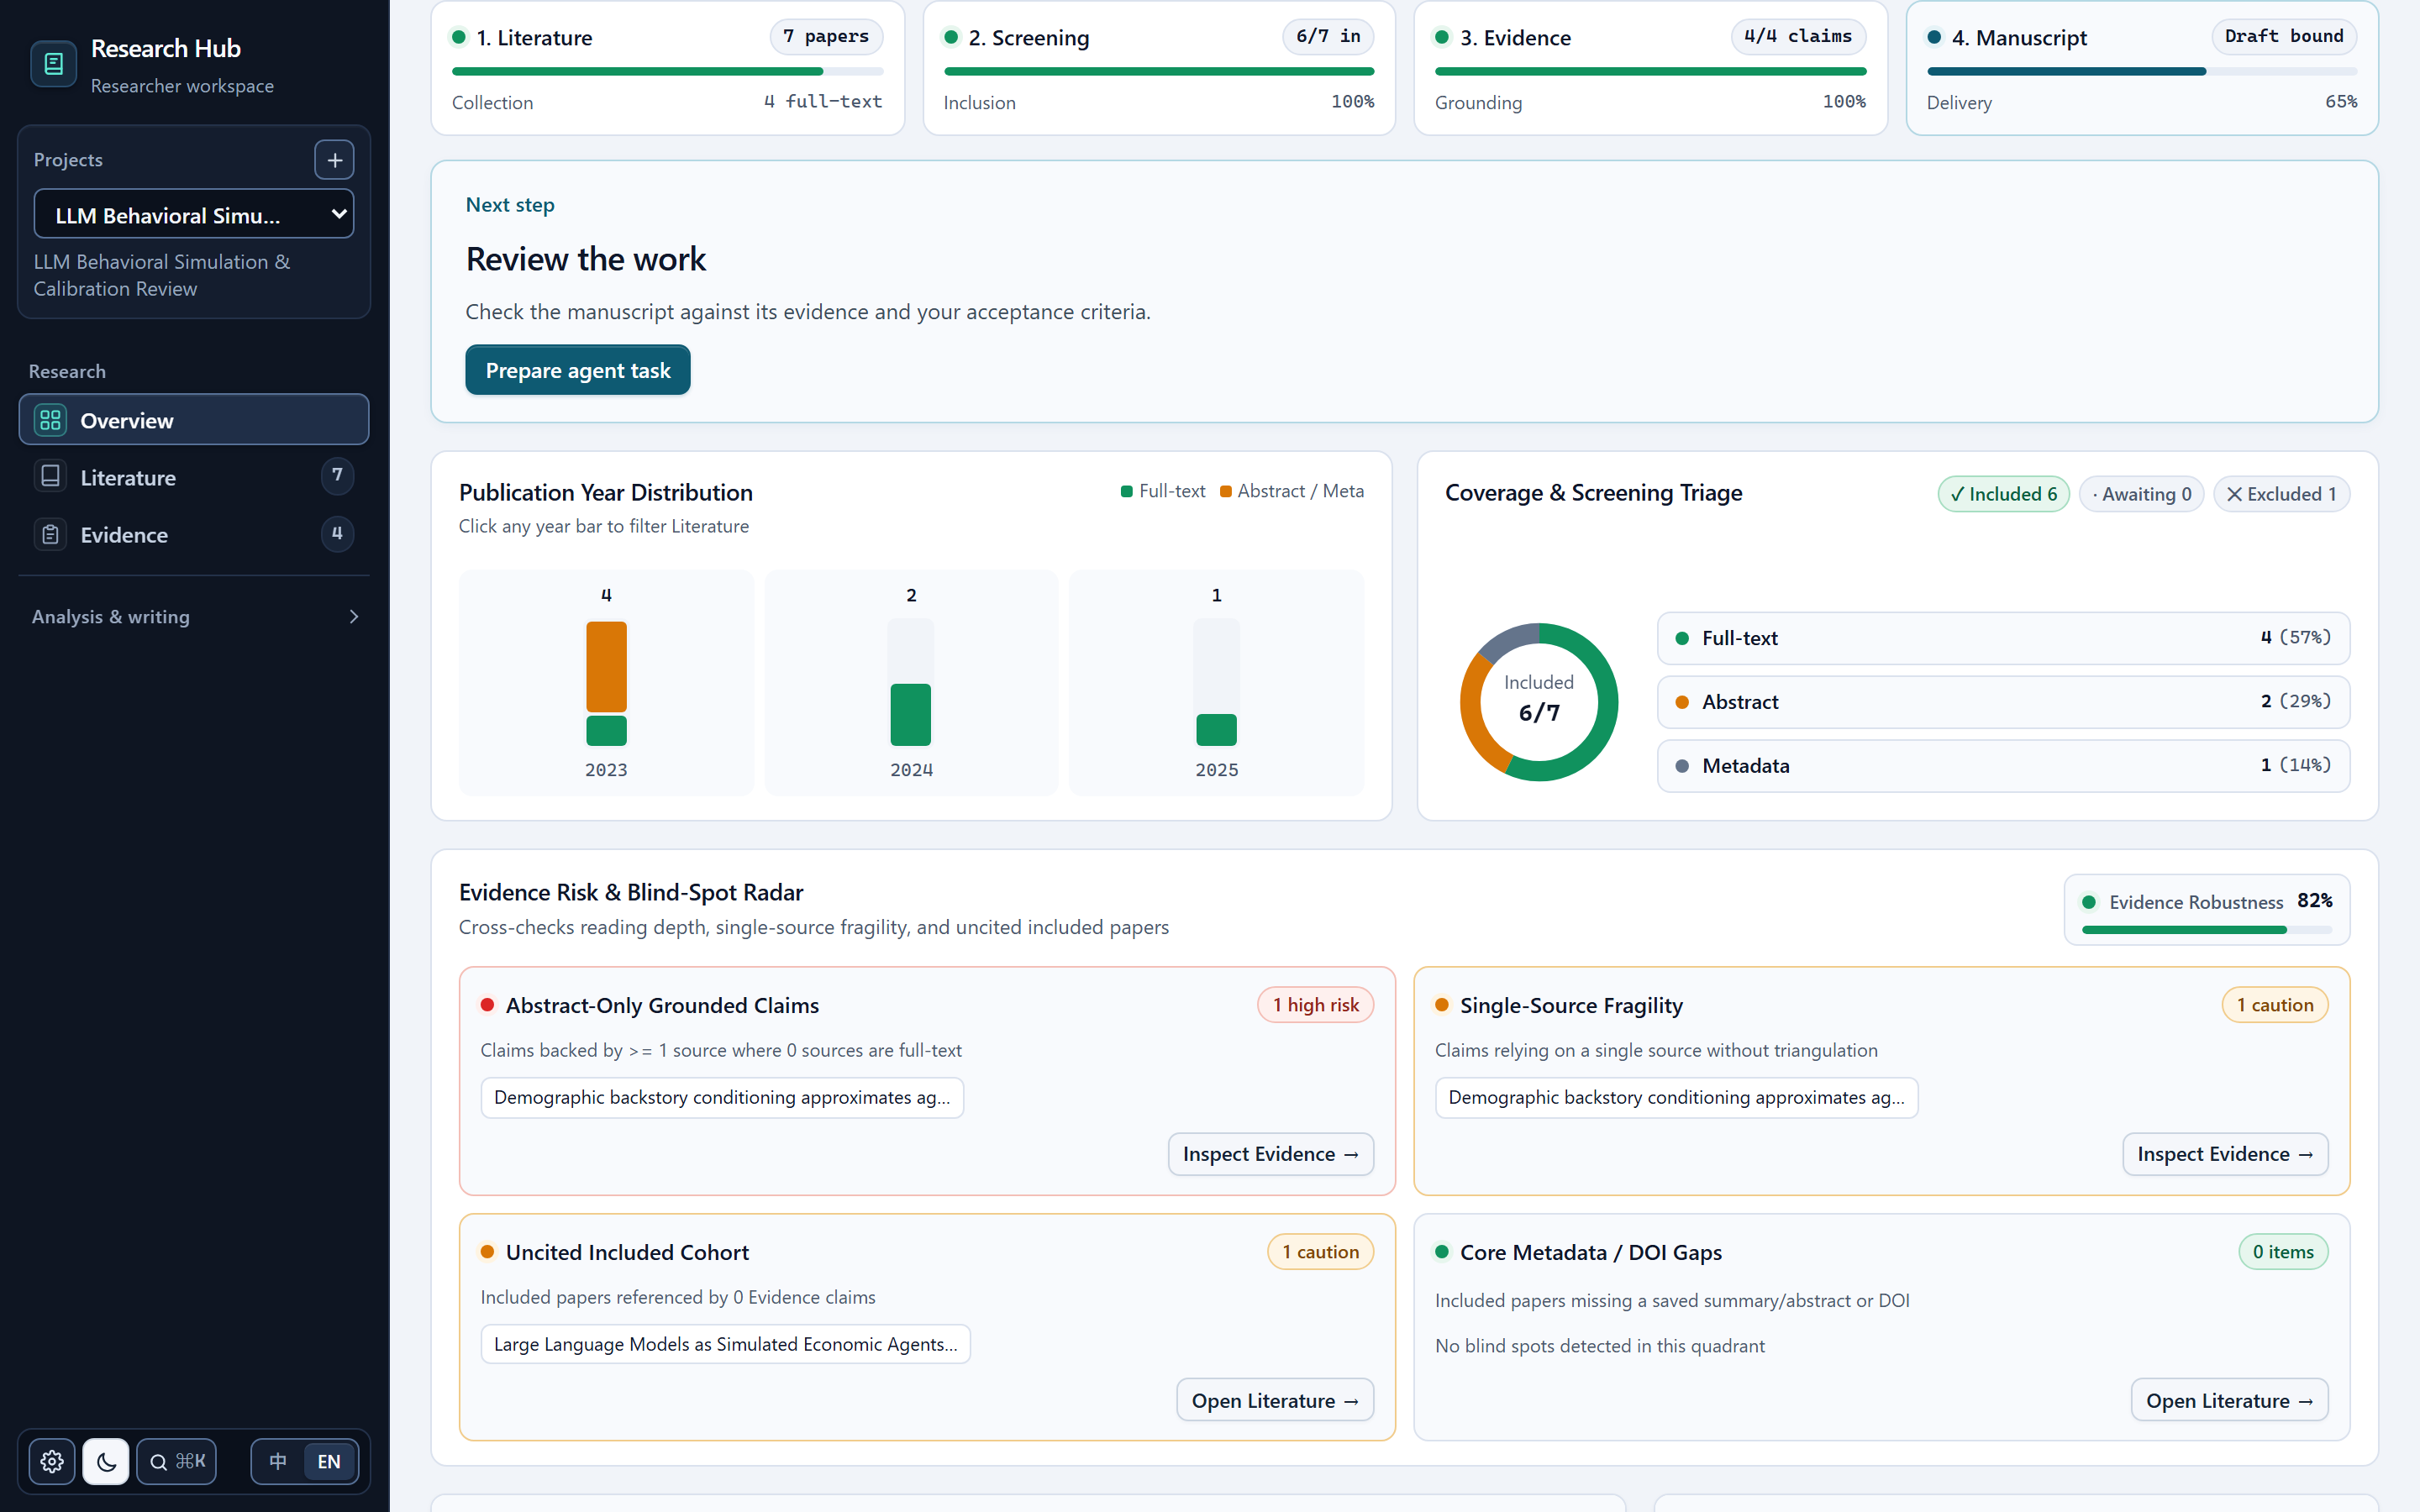 Research Hub
Researcher workspace
Projects
+
LLM Behavioral Simu...
LLM Behavioral Simulation &
Calibration Review
Research
Overview
Literature 7
Evidence 4
Analysis & writing
⌘K 中 EN
1. Literature 7 papers
Collection 4 full-text
2. Screening 6/7 in
Inclusion 100%
3. Evidence 4/4 claims
Grounding 100%
4. Manuscript Draft bound
Delivery 65%
Next step
Review the work
Check the manuscript against its evidence and your acceptance criteria.
Prepare agent task
Publication Year Distribution Full-text Abstract / Meta
Click any year bar to filter Literature
4 2 1
2023 2024 2025
Coverage & Screening Triage ✓ Included 6 · Awaiting 0 ✕ Excluded 1
Included
6/7
Full-text 4 (57%)
Abstract 2 (29%)
Metadata 1 (14%)
Evidence Risk & Blind-Spot Radar
Cross-checks reading depth, single-source fragility, and uncited included papers
Evidence Robustness 82%
Abstract-Only Grounded Claims 1 high risk
Claims backed by >= 1 source where 0 sources are full-text
Demographic backstory conditioning approximates ag...
Inspect Evidence →
Single-Source Fragility 1 caution
Claims relying on a single source without triangulation
Demographic backstory conditioning approximates ag...
Inspect Evidence →
Uncited Included Cohort 1 caution
Included papers referenced by 0 Evidence claims
Large Language Models as Simulated Economic Agents...
Open Literature →
Core Metadata / DOI Gaps 0 items
Included papers missing a saved summary/abstract or DOI
No blind spots detected in this quadrant
Open Literature →